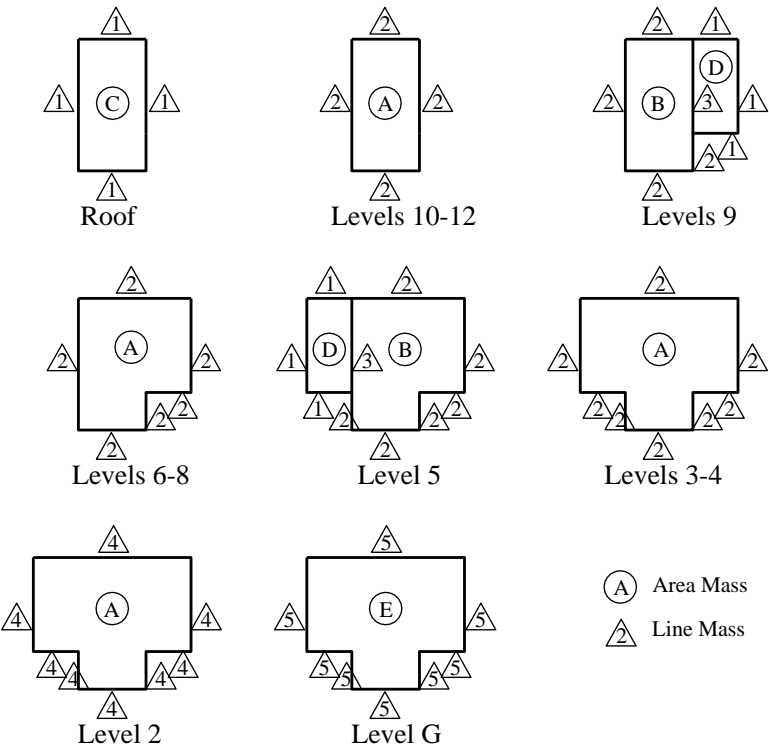 1 2 2 1
1 C 1 2 A 2 2 B 3 D 1
1 2 2 2 1
Roof Levels 10-12 Levels 9
2 1 2 2
2 A 2 1 D 3 B 2 2 A 2
2 2 2 1 2 2 2 2 2 2 2 2 2
Levels 6-8 Level 5 Levels 3-4
4 5
4 A 4 5 E 5
A Area Mass
2 Line Mass
4 4 4 4 4 5 5 5 5 5
Level 2 Level G